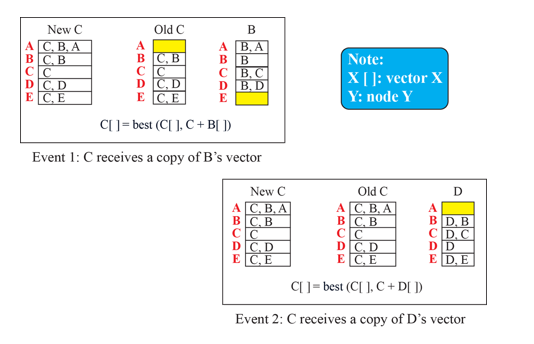 New C Old C B
A C, B, A A B, A
B C, B B C, B B B
C C C C C B, C
D C, D D C, D D B, D
E C, E E C, E E
C[ ] = best (C[ ], C + B[ ])
Event 1: C receives a copy of B's vector
Note:
X [ ]: vector X
Y: node Y
New C Old C D
A C, B, A A C, B, A A
B C, B B C, B B D, B
C C C C C D, C
D C, D D C, D D D
E C, E E C, E E D, E
C[ ] = best (C[ ], C + D[ ])
Event 2: C receives a copy of D's vector